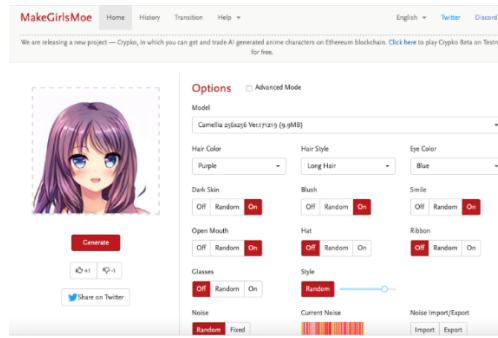 MakeGirlsMoe Home History Transition Help English Twitter Discord
We are releasing a new project — Crypko, in which you can get and trade AI generated anime characters on Ethereum blockchain. Click here to play Crypko Beta on Testn
for free.
Options Advanced Mode
Model
Camellia 256x256 Ver.171219 (9.9MB)
Hair Color Hair Style Eye Color
Purple Long Hair Blue
Dark Skin Blush Smile
Off Random On Off Random On Off Random On
Open Mouth Hat Ribbon
Off Random On Off Random On Off Random On
Generate
Glasses Style
+1 -1
Off Random On Random
Share on Twitter
Noise Current Noise Noise Import/Export
Random Fixed Import Export